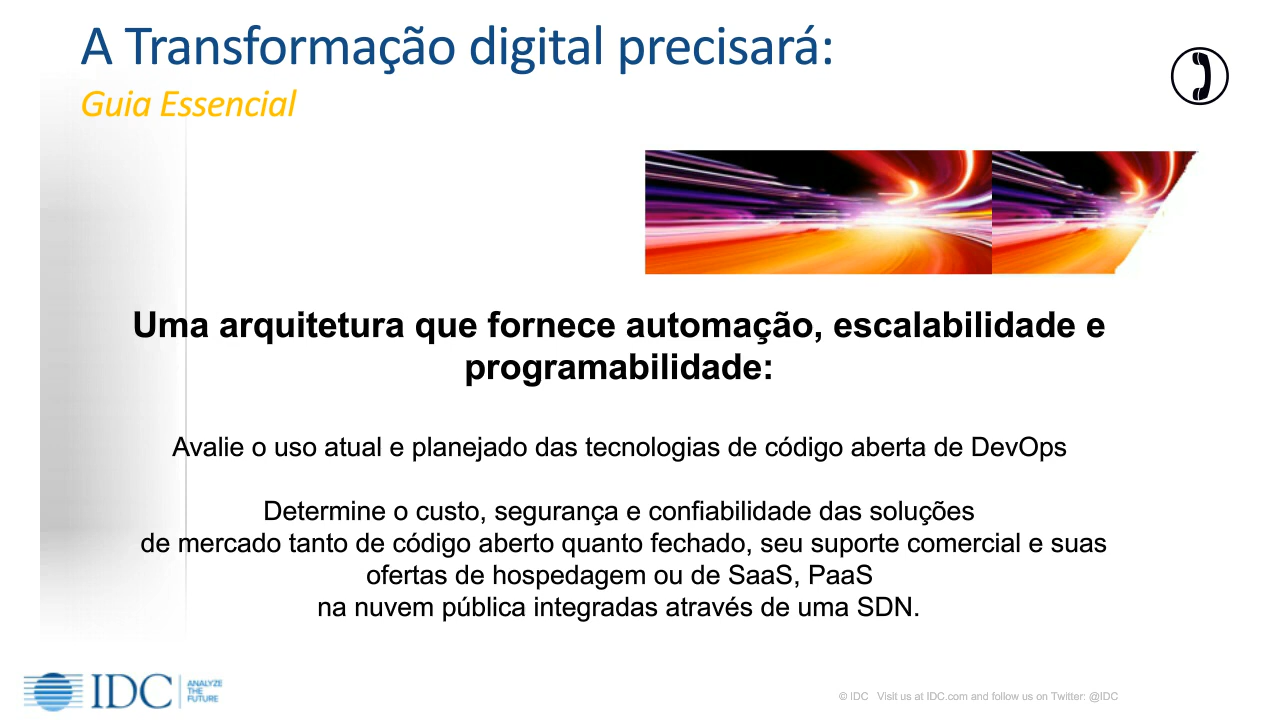 A Transformação digital precisará:
Guia Essencial
Uma arquitetura que fornece automação, escalabilidade e
programabilidade:
Avalie o uso atual e planejado das tecnologias de código aberta de DevOps
Determine o custo, segurança e confiabilidade das soluções
de mercado tanto de código aberto quanto fechado, seu suporte comercial e suas
ofertas de hospedagem ou de SaaS, PaaS
na nuvem pública integradas através de uma SDN.
IDC
ANALYZE
THE
FUTURE
© IDC Visit us at IDC.com and follow us on Twitter: @IDC